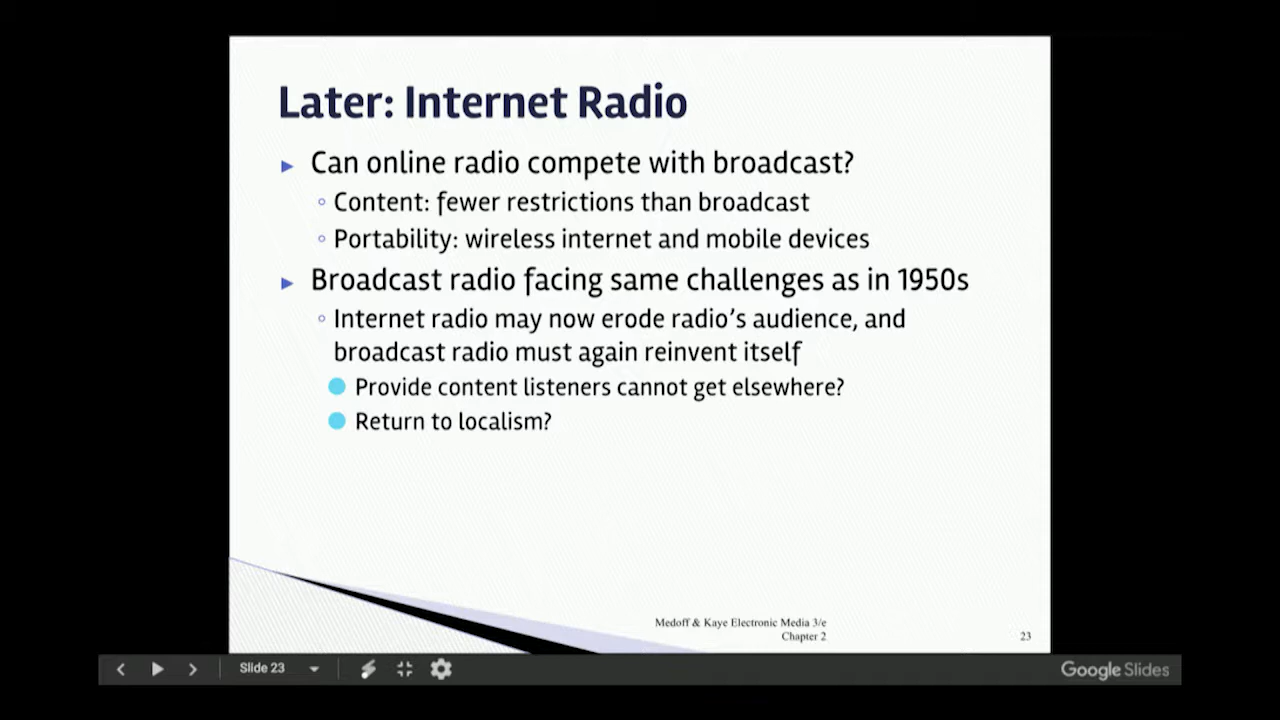 Later: Internet Radio
Can online radio compete with broadcast?
Content: fewer restrictions than broadcast
Portability: wireless internet and mobile devices
Broadcast radio facing same challenges as in 1950s
Internet radio may now erode radio’s audience, and
broadcast radio must again reinvent itself
Provide content listeners cannot get elsewhere?
Return to localism?
Medoff & Kaye Electronic Media 3/e
Chapter 2
23
Slide 23
Google Slides